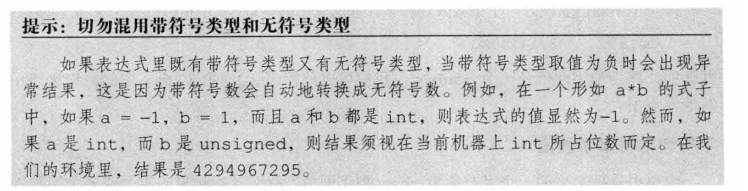 提示：切勿混用带符号类型和无符号类型
如果表达式里既有带符号类型又有无符号类型，当带符号类型取值为负时会出现异
常结果，这是因为带符号数会自动地转换成无符号数。例如，在一个形如 a*b 的式子
中，如果 a = -1，b = 1，而且 a 和 b 都是 int，则表达式的值显然为-1。然而，如
果 a 是 int，而 b 是 unsigned，则结果须视在当前机器上 int 所占位数而定。在我
们的环境里，结果是 4294967295。